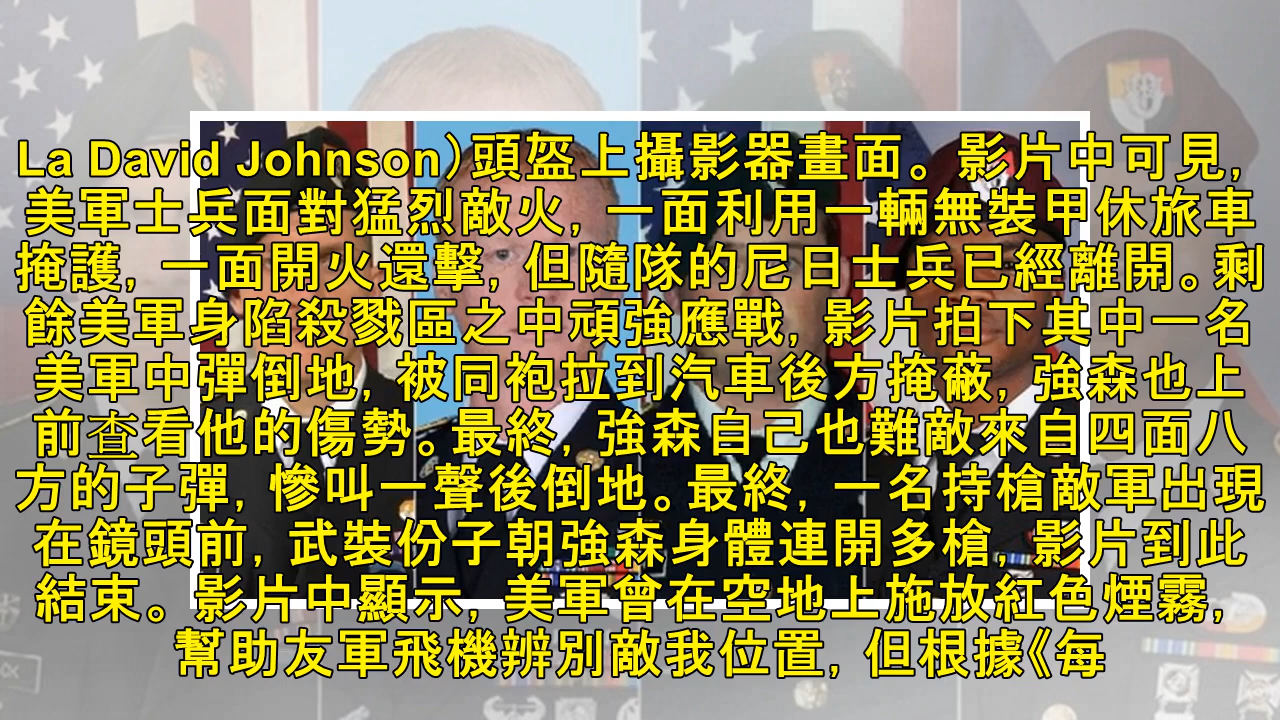 La David Johnson)頭盔上攝影器畫面。影片中可見,
美軍士兵面對猛烈敵火, 一面利用一輛無裝甲休旅車
掩護, 一面開火還擊, 但隨隊的尼日士兵已經離開。剩
餘美軍身陷殺戮區之中頑強應戰, 影片拍下其中一名
美軍中彈倒地, 被同袍拉到汽車後方掩蔽, 強森也上
前查看他的傷勢。最終, 強森自己也難敵來自四面八
方的子彈, 慘叫一聲後倒地。最終, 一名持槍敵軍出現
在鏡頭前, 武裝份子朝強森身體連開多槍, 影片到此
結束。影片中顯示, 美軍曾在空地上施放紅色煙霧,
幫助友軍飛機辨別敵我位置, 但根據《每